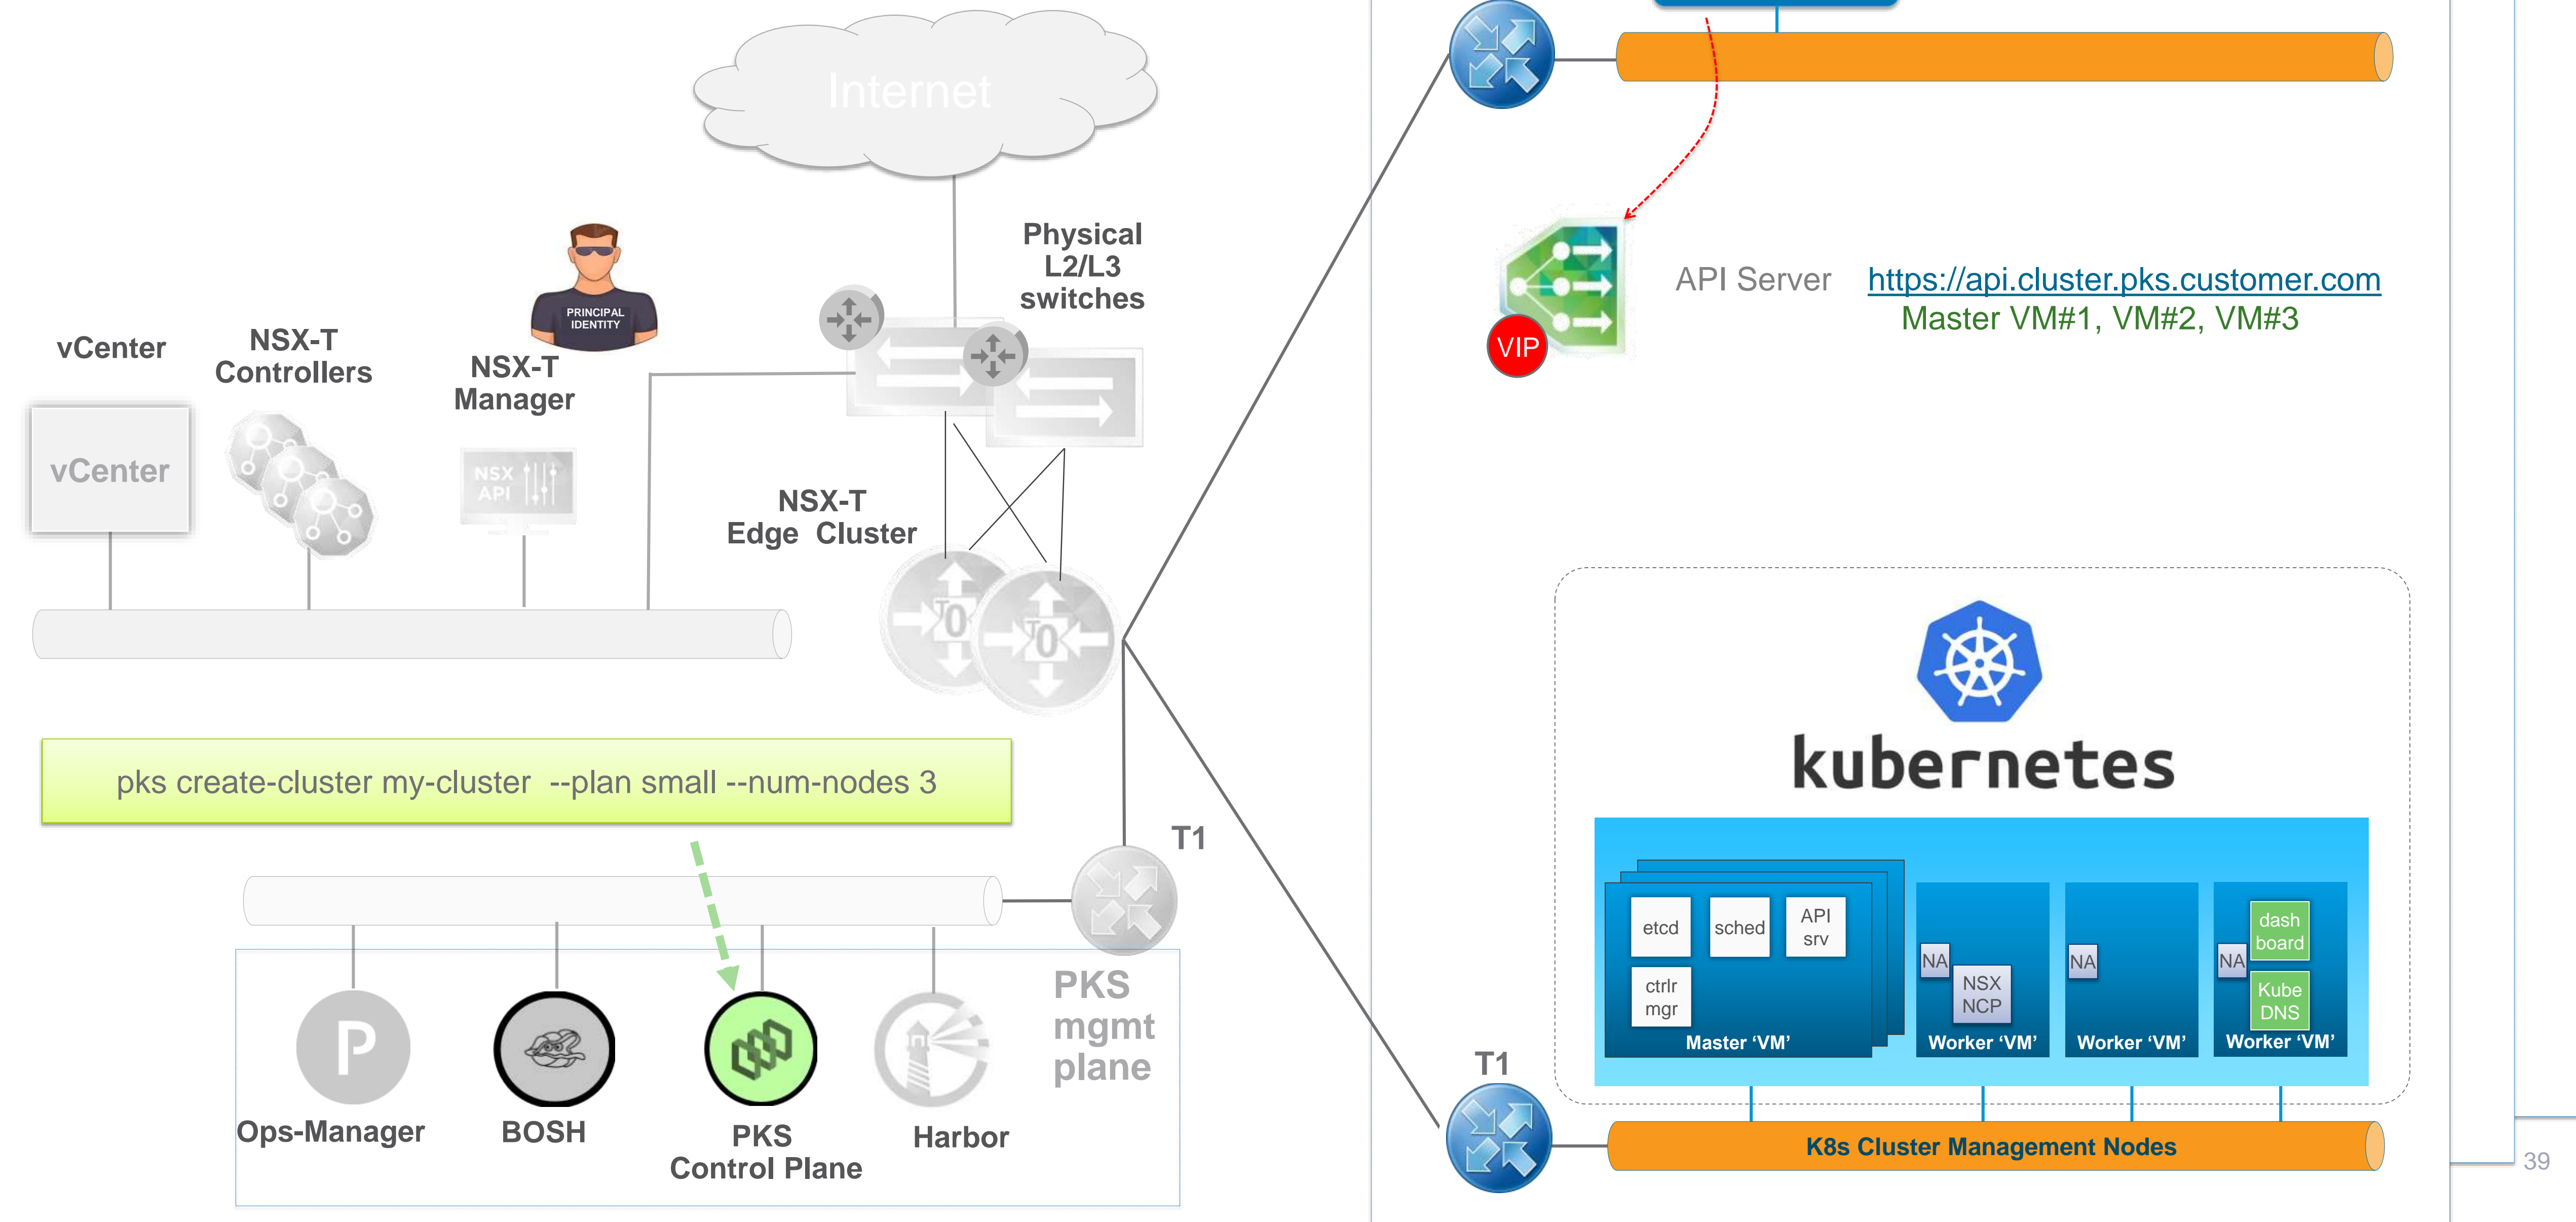 Internet
PRINCIPAL
IDENTITY
Physical
L2/L3
switches
vCenter
NSX-T
Controllers
NSX-T
Manager
vCenter
NSX
API
NSX-T
Edge Cluster
T0
T0
pks create-cluster my-cluster --plan small --num-nodes 3
T1
PKS
mgmt
plane
P
Ops-Manager
BOSH
PKS
Control Plane
Harbor
API Server https://api.cluster.pks.customer.com
Master VM#1, VM#2, VM#3
VIP
kubernetes
etcd
sched
API
srv
ctrlr
mgr
Master ‘VM’
NA
NSX
NCP
Worker ‘VM’
NA
Worker ‘VM’
NA
dash
board
Kube
DNS
Worker ‘VM’
T1
K8s Cluster Management Nodes
39